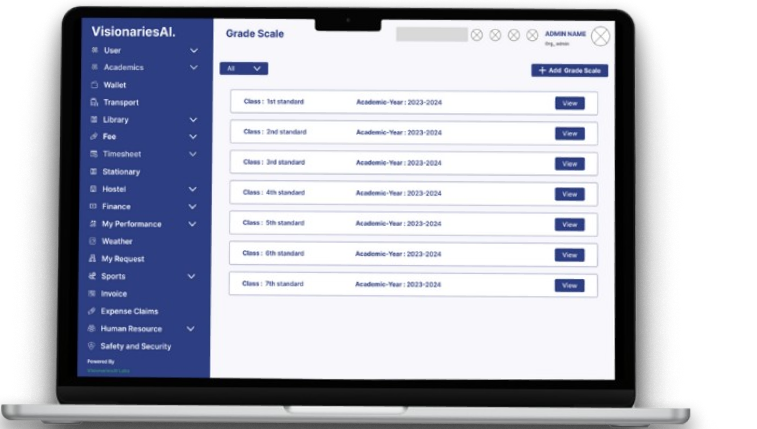 VisionariesAI.
User
Academics
Wallet
Transport
Library
Fee
Timesheet
Stationary
Hostel
Finance
My Performance
Weather
My Request
Sports
Invoice
Expense Claims
Human Resource
Safety and Security
Powered By
Grade Scale
ADMIN NAME
Org_admin
All
+ Add Grade Scale
Class : 1st standard Academic-Year : 2023-2024 View
Class : 2nd standard Academic-Year : 2023-2024 View
Class : 3rd standard Academic-Year : 2023-2024 View
Class : 4th standard Academic-Year : 2023-2024 View
Class : 5th standard Academic-Year : 2023-2024 View
Class : 6th standard Academic-Year : 2023-2024 View
Class : 7th standard Academic-Year : 2023-2024 View